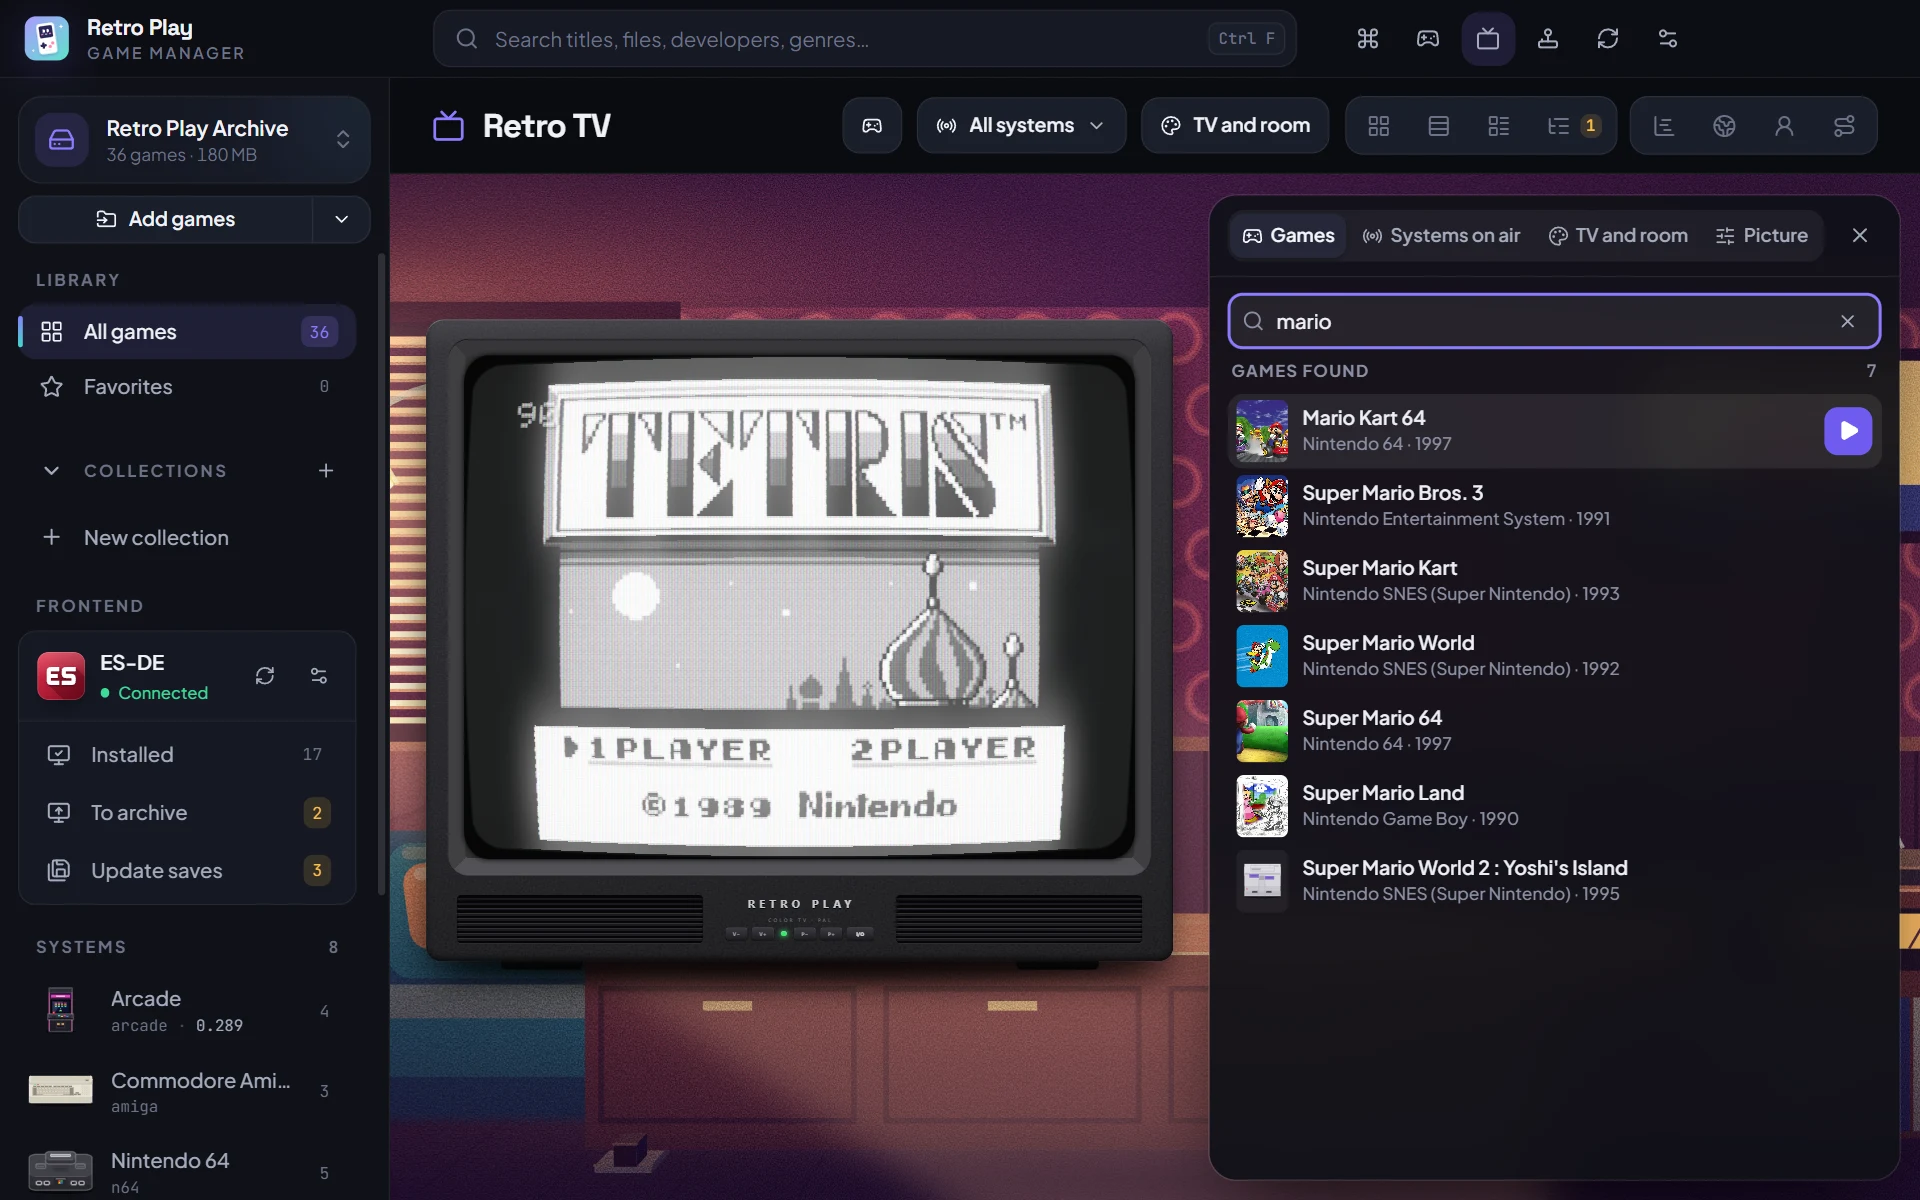 Retro Play
GAME MANAGER
Search titles, files, developers, genres...
Ctrl F
Retro Play Archive
36 games · 180 MB
Add games
LIBRARY
All games
36
Favorites
0
COLLECTIONS
New collection
FRONTEND
ES
ES-DE
Connected
Installed
17
To archive
2
Update saves
3
SYSTEMS
8
Arcade
arcade · 0.289
4
Commodore Ami...
amiga
3
Nintendo 64
n64
5
Retro TV
All systems
TV and room
1
96
TETRIS™
1PLAYER 2PLAYER
©1989 Nintendo
RETRO PLAY
COLOR TV · PAL
V- V+ P- P+ I/O
Games
Systems on air
TV and room
Picture
mario
GAMES FOUND
7
Mario Kart 64
Nintendo 64 · 1997
Super Mario Bros. 3
Nintendo Entertainment System · 1991
Super Mario Kart
Nintendo SNES (Super Nintendo) · 1993
Super Mario World
Nintendo SNES (Super Nintendo) · 1992
Super Mario 64
Nintendo 64 · 1997
Super Mario Land
Nintendo Game Boy · 1990
Super Mario World 2 : Yoshi's Island
Nintendo SNES (Super Nintendo) · 1995